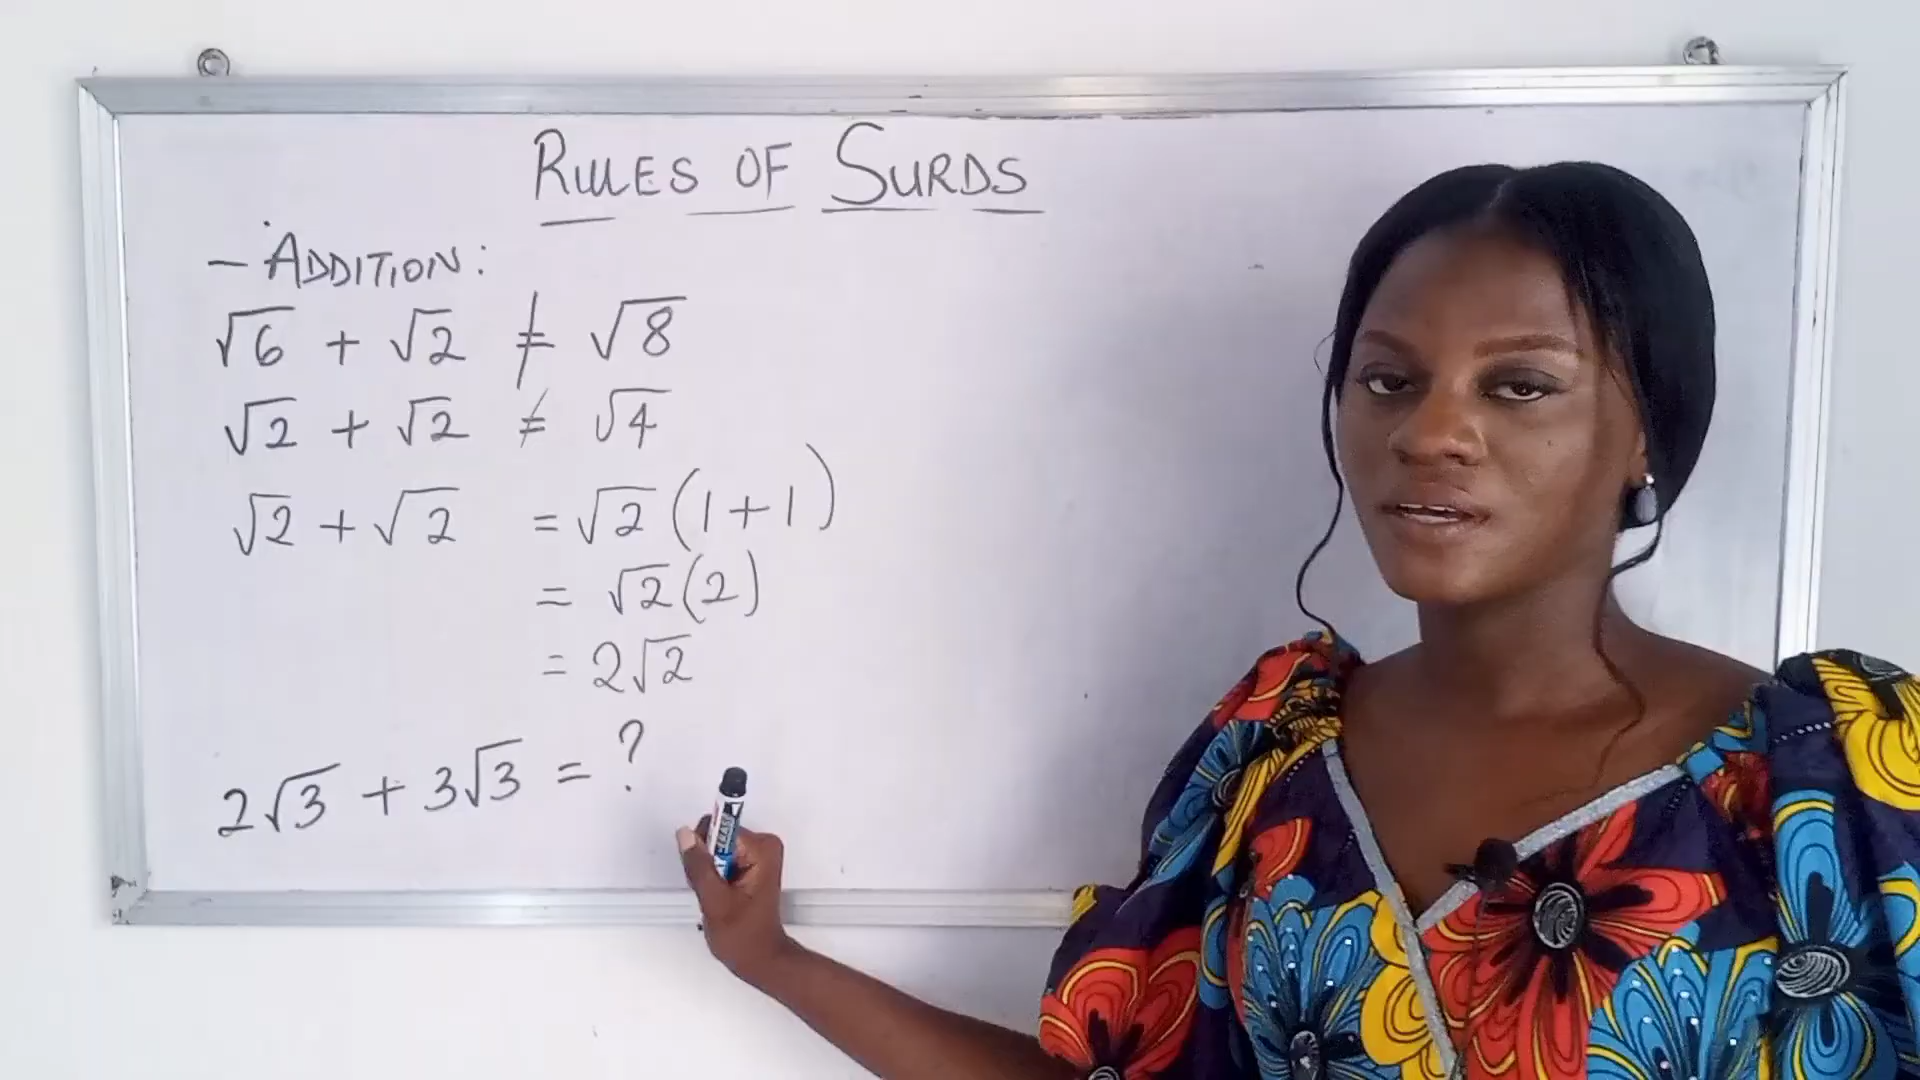 RULES OF SURDS
- ADDITION:
√6 + √2 ≠ √8
√2 + √2 ≠ √4
√2 + √2 = √2(1+1)
= √2(2)
= 2√2
2√3 + 3√3 = ?